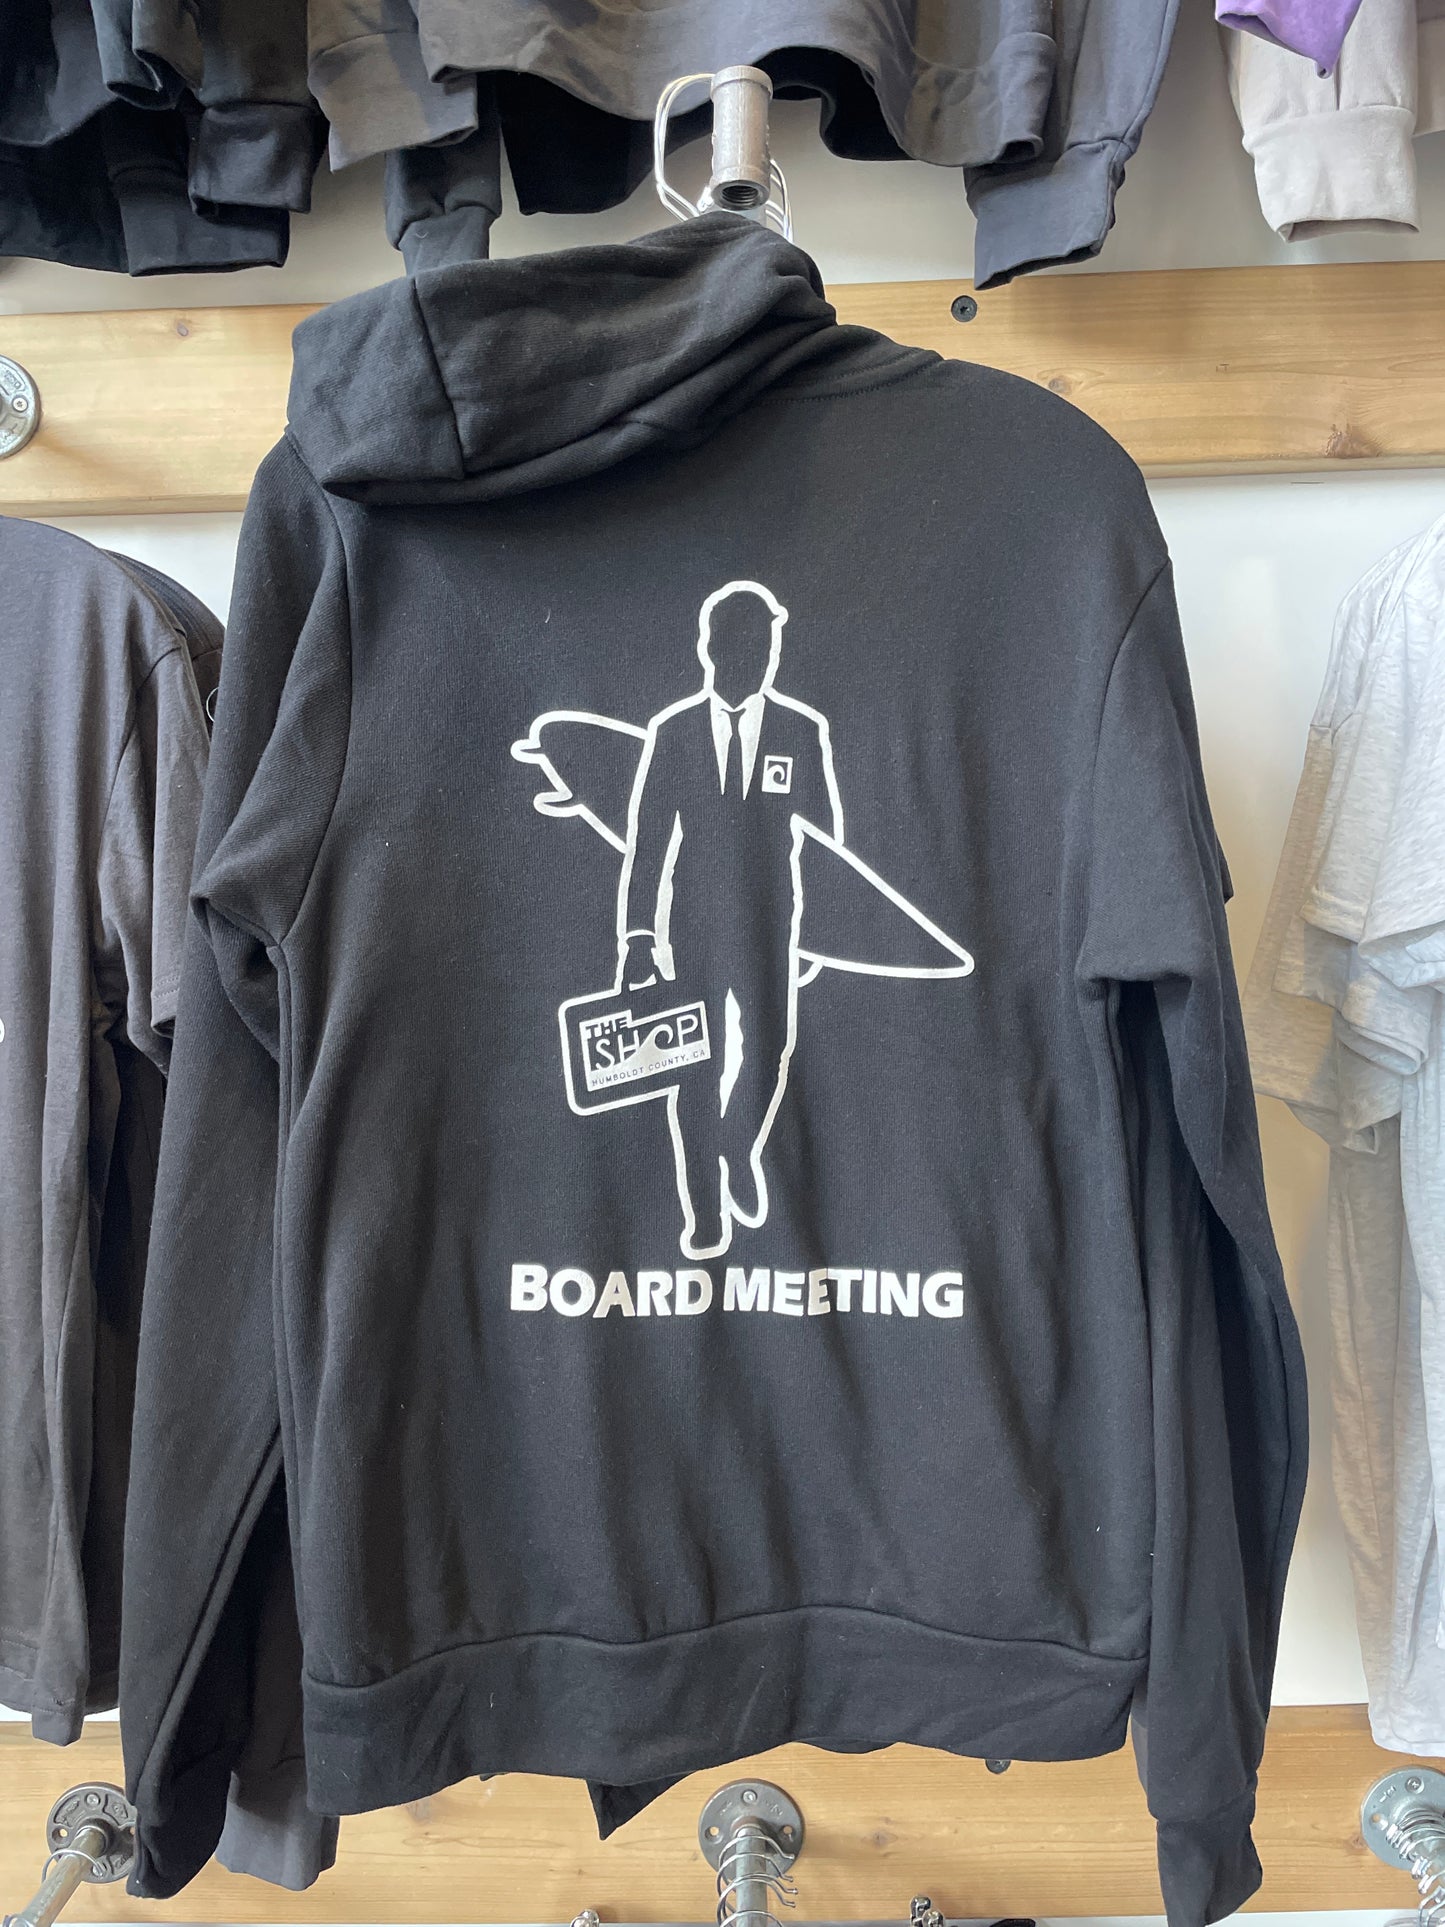 THE
SHOP
HUMBOLDT COUNTY, CA
BOARD MEETING